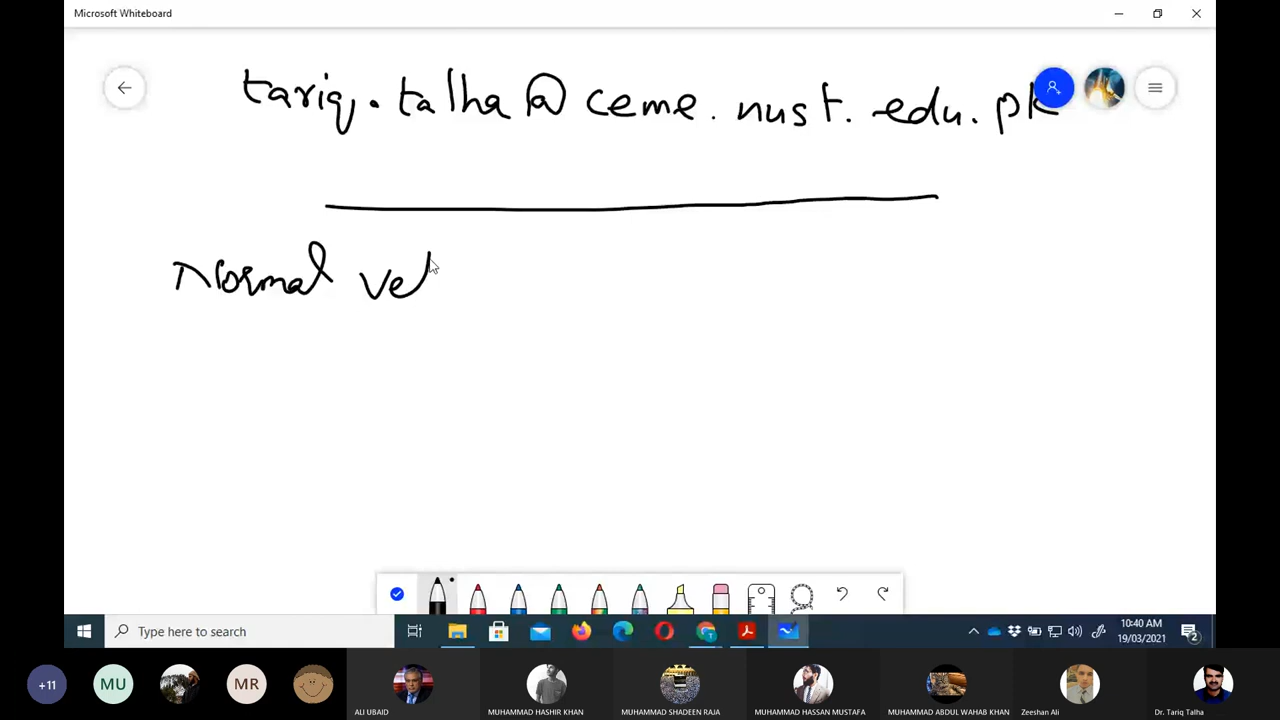 Microsoft Whiteboard
tariq.talha@ceme.nust.edu.pk
Normal vel
Type here to search
10:40 AM
19/03/2021
2
+11
MU
MR
ALI UBAID
MUHAMMAD HASHIR KHAN
MUHAMMAD SHADEEN RAJA
MUHAMMAD HASSAN MUSTAFA
MUHAMMAD ABDUL WAHAB KHAN
Zeeshan Ali
Dr. Tariq Talha